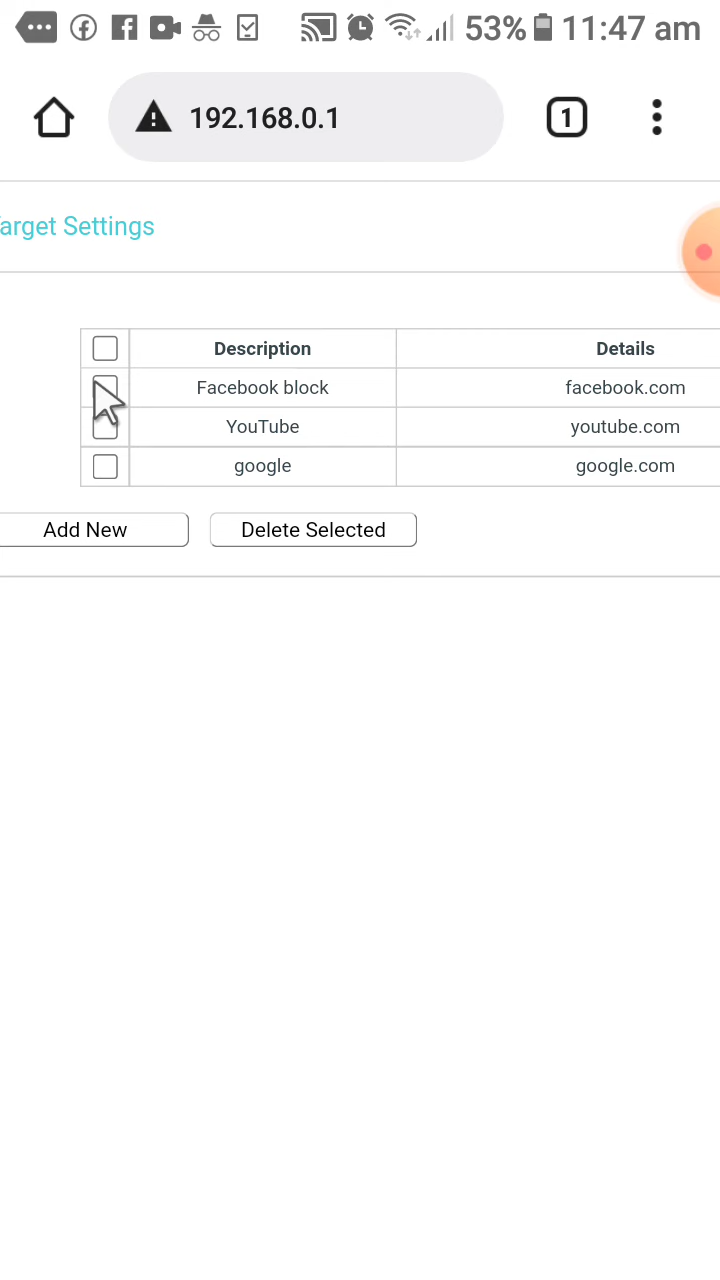 53% 11:47 am
192.168.0.1 1
arget Settings
Description Details
Facebook block facebook.com
YouTube youtube.com
google google.com
Add New Delete Selected